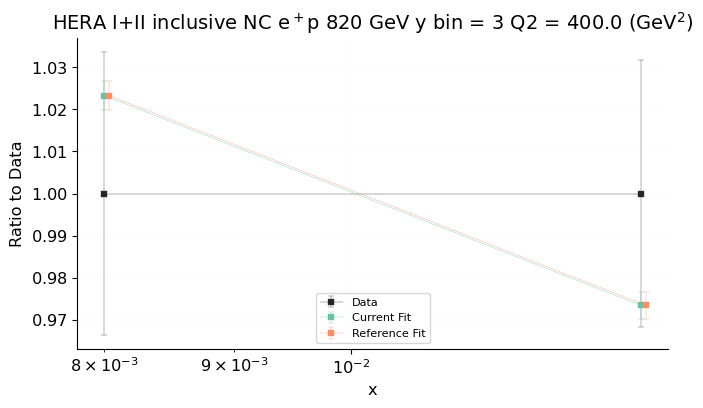 HERA I+II inclusive NC e⁺p 820 GeV y bin = 3 Q2 = 400.0 (GeV²)
Ratio to Data
1.03
1.02
1.01
1.00
0.99
0.98
0.97
Data
Current Fit
Reference Fit
8 × 10⁻³
9 × 10⁻³
10⁻²
x